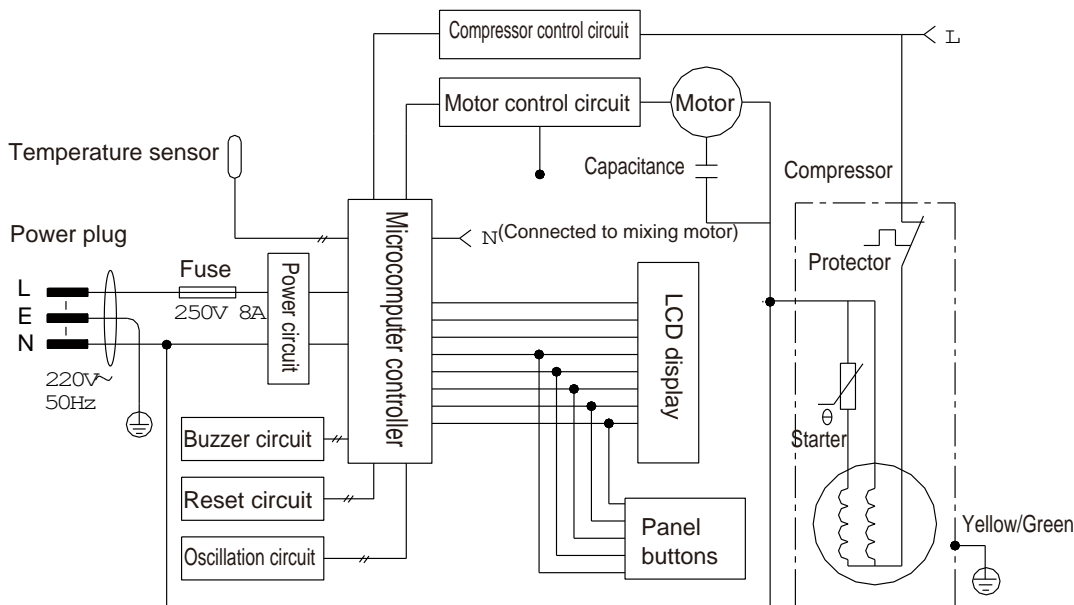 Compressor control circuit
L
Motor control circuit
Motor
Temperature sensor
Capacitance
Compressor
Microcomputer controller
Power plug
N(Connected to mixing motor)
Fuse
Power circuit
Protector
L
250V 8A
LCD display
E
N
220V~
50Hz
θ
Starter
Buzzer circuit
Reset circuit
Panel
buttons
Yellow/Green
Oscillation circuit